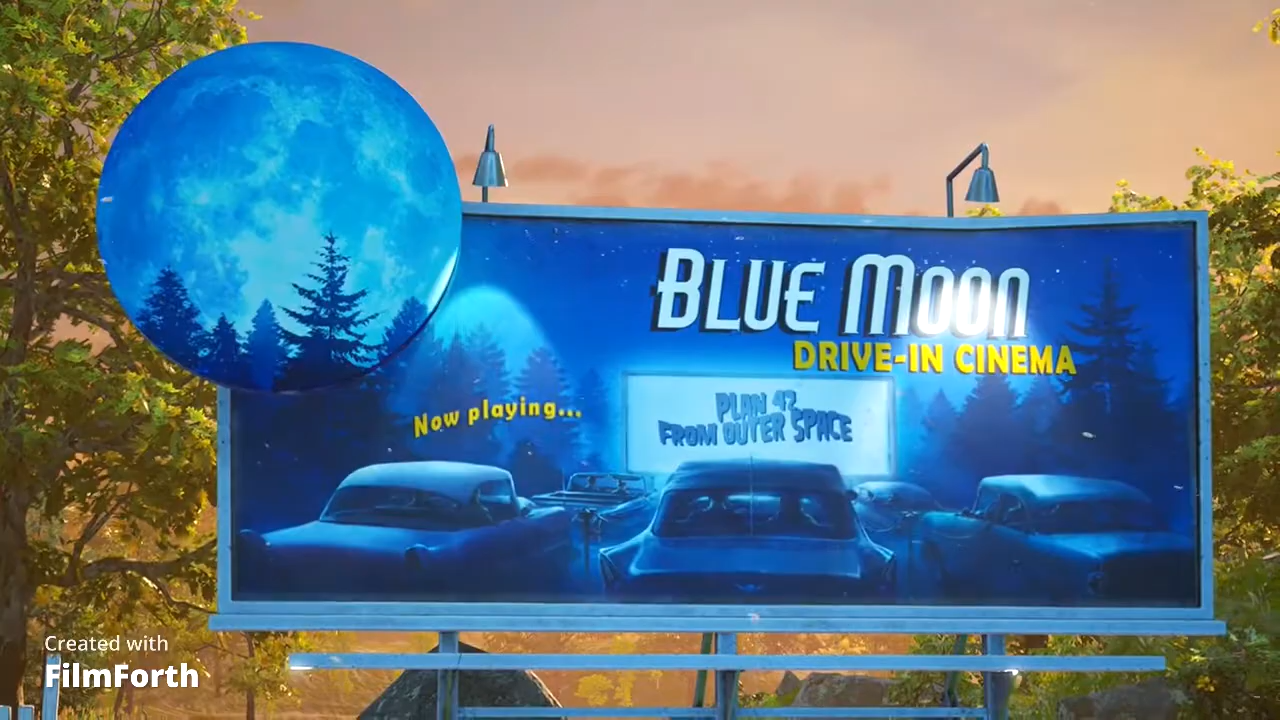 BLUE MOON
DRIVE-IN CINEMA
Now playing...
PLAN 42
FROM OUTER SPACE
Created with
FilmForth